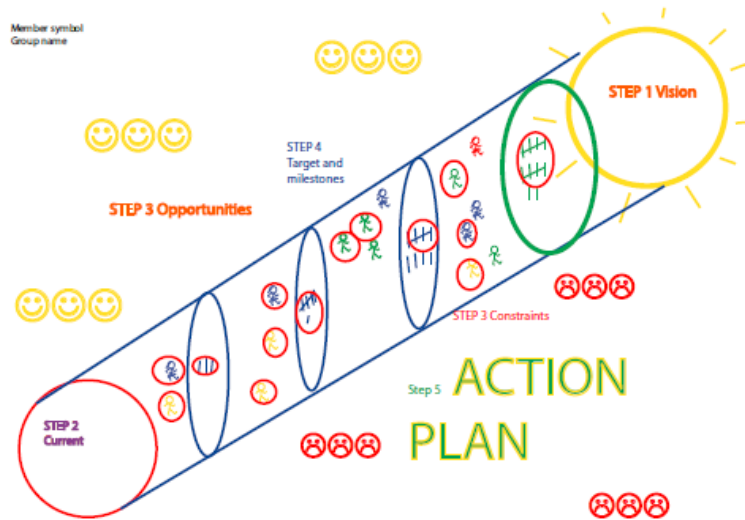 Member symbol
Group name
STEP 1 Vision
STEP 4
Target and
milestones
STEP 3 Opportunities
STEP 3 Constraints
Step 5 ACTION
PLAN
STEP 2
Current